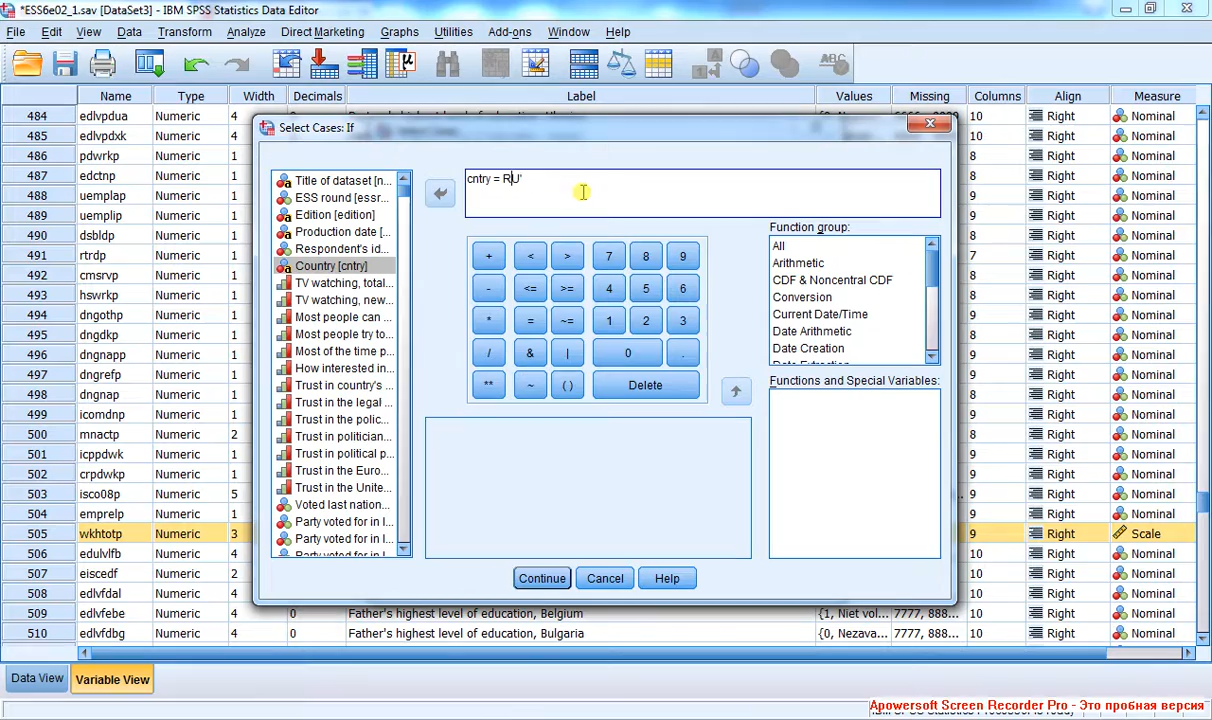 *ESS6e02_1.sav [DataSet3] - IBM SPSS Statistics Data Editor
File Edit View Data Transform Analyze Direct Marketing Graphs Utilities Add-ons Window Help
Name Type Width Decimals Label Values Missing Columns Align Measure
484 edlvpdua Numeric 4 Right Nominal
485 edlvpdxk Numeric 4 Right Nominal
486 pdwrkp Numeric 1 8 Right Nominal
487 edctnp Numeric 1 8 Right Nominal
488 uemplap Numeric 1 8 Right Nominal
489 uemplip Numeric 1 8 Right Nominal
490 dsbldp Numeric 1 8 Right Nominal
491 rtrdp Numeric 1 8 Right Nominal
492 cmsrvp Numeric 1 8 Right Nominal
493 hswrkp Numeric 1 8 Right Nominal
494 dngothp Numeric 1 9 Right Nominal
495 dngdkp Numeric 1 8 Right Nominal
496 dngnapp Numeric 1 9 Right Nominal
497 dngrefp Numeric 1 9 Right Nominal
498 dngnap Numeric 1 8 Right Nominal
499 icomdnp Numeric 1 9 Right Nominal
500 mnactp Numeric 2 8 Right Nominal
501 icppdwk Numeric 1 9 Right Nominal
502 crpdwkp Numeric 1 9 Right Nominal
503 isco08p Numeric 5 9 Right Nominal
504 emprelp Numeric 1 9 Right Nominal
505 wkhtotp Numeric 3 9 Right Scale
506 edulvlfb Numeric 4 10 Right Nominal
507 eiscedf Numeric 2 10 Right Nominal
508 edlvfdal Numeric 4 10 Right Nominal
509 edlvfebe Numeric 4 0 Father's highest level of education, Belgium {1, Niet vol... 7777, 888... 10 Right Nominal
510 edlvfdbg Numeric 4 0 Father's highest level of education, Bulgaria {0, Nezava... 7777, 888... 10 Right Nominal
Select Cases: If
Title of dataset [n...
ESS round [essr...
Edition [edition]
Production date [...
Respondent's id...
Country [cntry]
TV watching, total...
TV watching, new...
Most people can ...
Most people try to...
Most of the time p...
How interested in...
Trust in country's ...
Trust in the legal ...
Trust in the polic...
Trust in politician...
Trust in political p...
Trust in the Euro...
Trust in the Unite...
Voted last nation...
Party voted for in l...
Party voted for in l...
Party voted for in l...
cntry = RU'
+ < > 7 8 9
- <= >= 4 5 6
* = ~= 1 2 3
/ & | 0 .
** ~ ( ) Delete
Function group:
All
Arithmetic
CDF & Noncentral CDF
Conversion
Current Date/Time
Date Arithmetic
Date Creation
Date Extraction
Functions and Special Variables:
Continue Cancel Help
Data View Variable View
Apowersoft Screen Recorder Pro - Это пробная версия